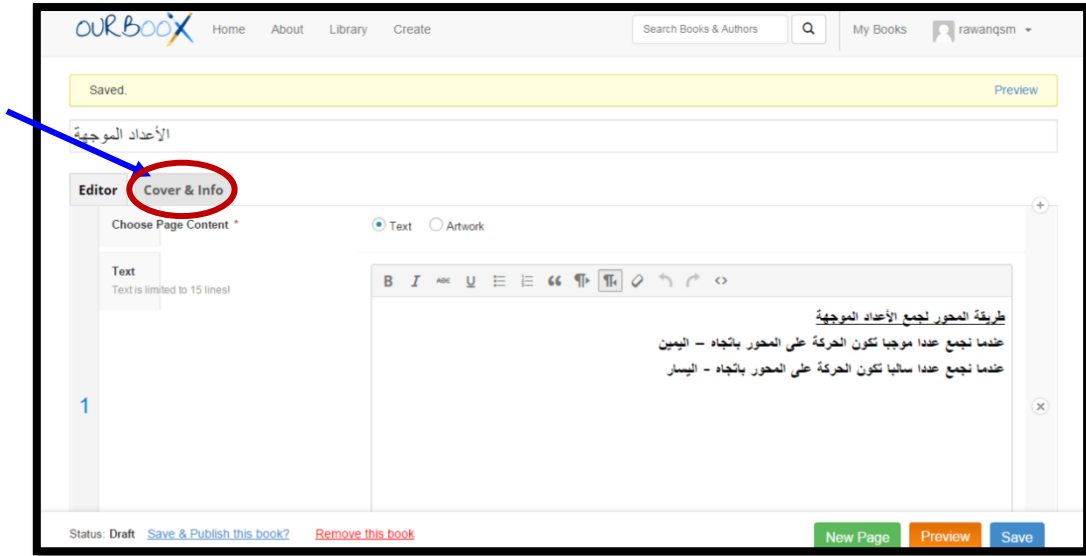 OURBOOX Home About Library Create Search Books & Authors My Books rawanqsm
Saved. Preview
الأعداد الموجهة
Editor Cover & Info
Choose Page Content * Text Artwork
Text
Text is limited to 15 lines!
B I ABC U
طريقة المحور لجمع الأعداد الموجهة
عندما نجمع عددا موجبا تكون الحركة على المحور باتجاه – اليمين
عندما نجمع عددا سالبا تكون الحركة على المحور باتجاه - اليسار
1
Status: Draft Save & Publish this book? Remove this book New Page Preview Save